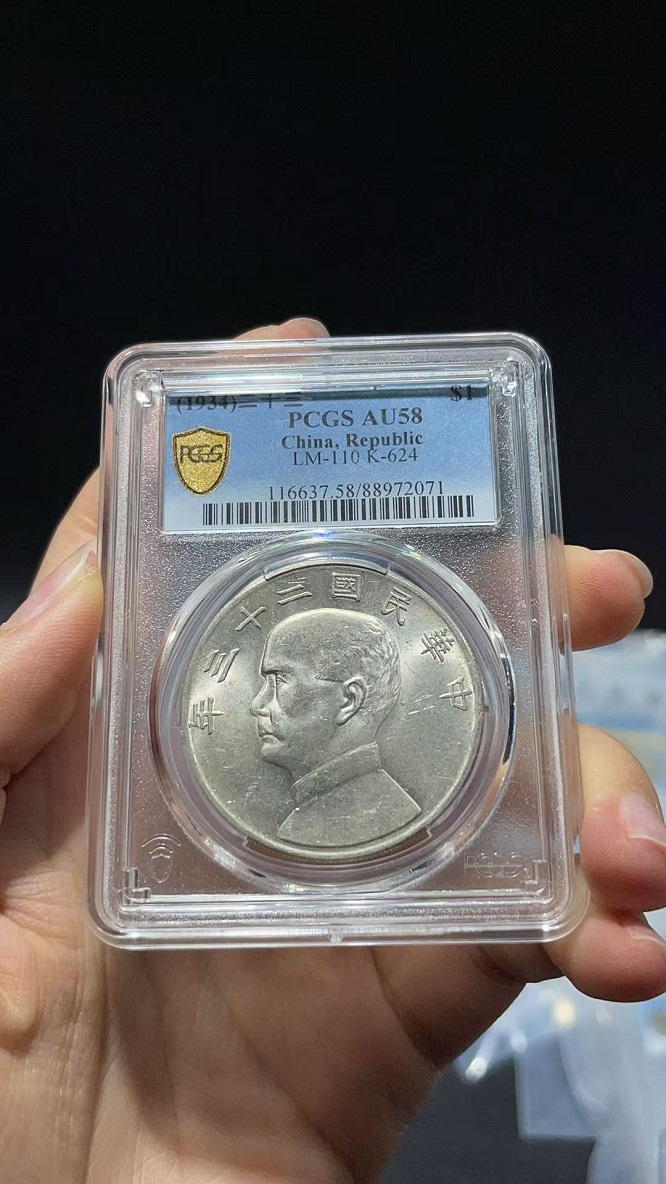 (1934)二十三 $1
PCGS AU58
China, Republic
LM-110 K-624
PCGS
116637.58/88972071
中華民國二十三年